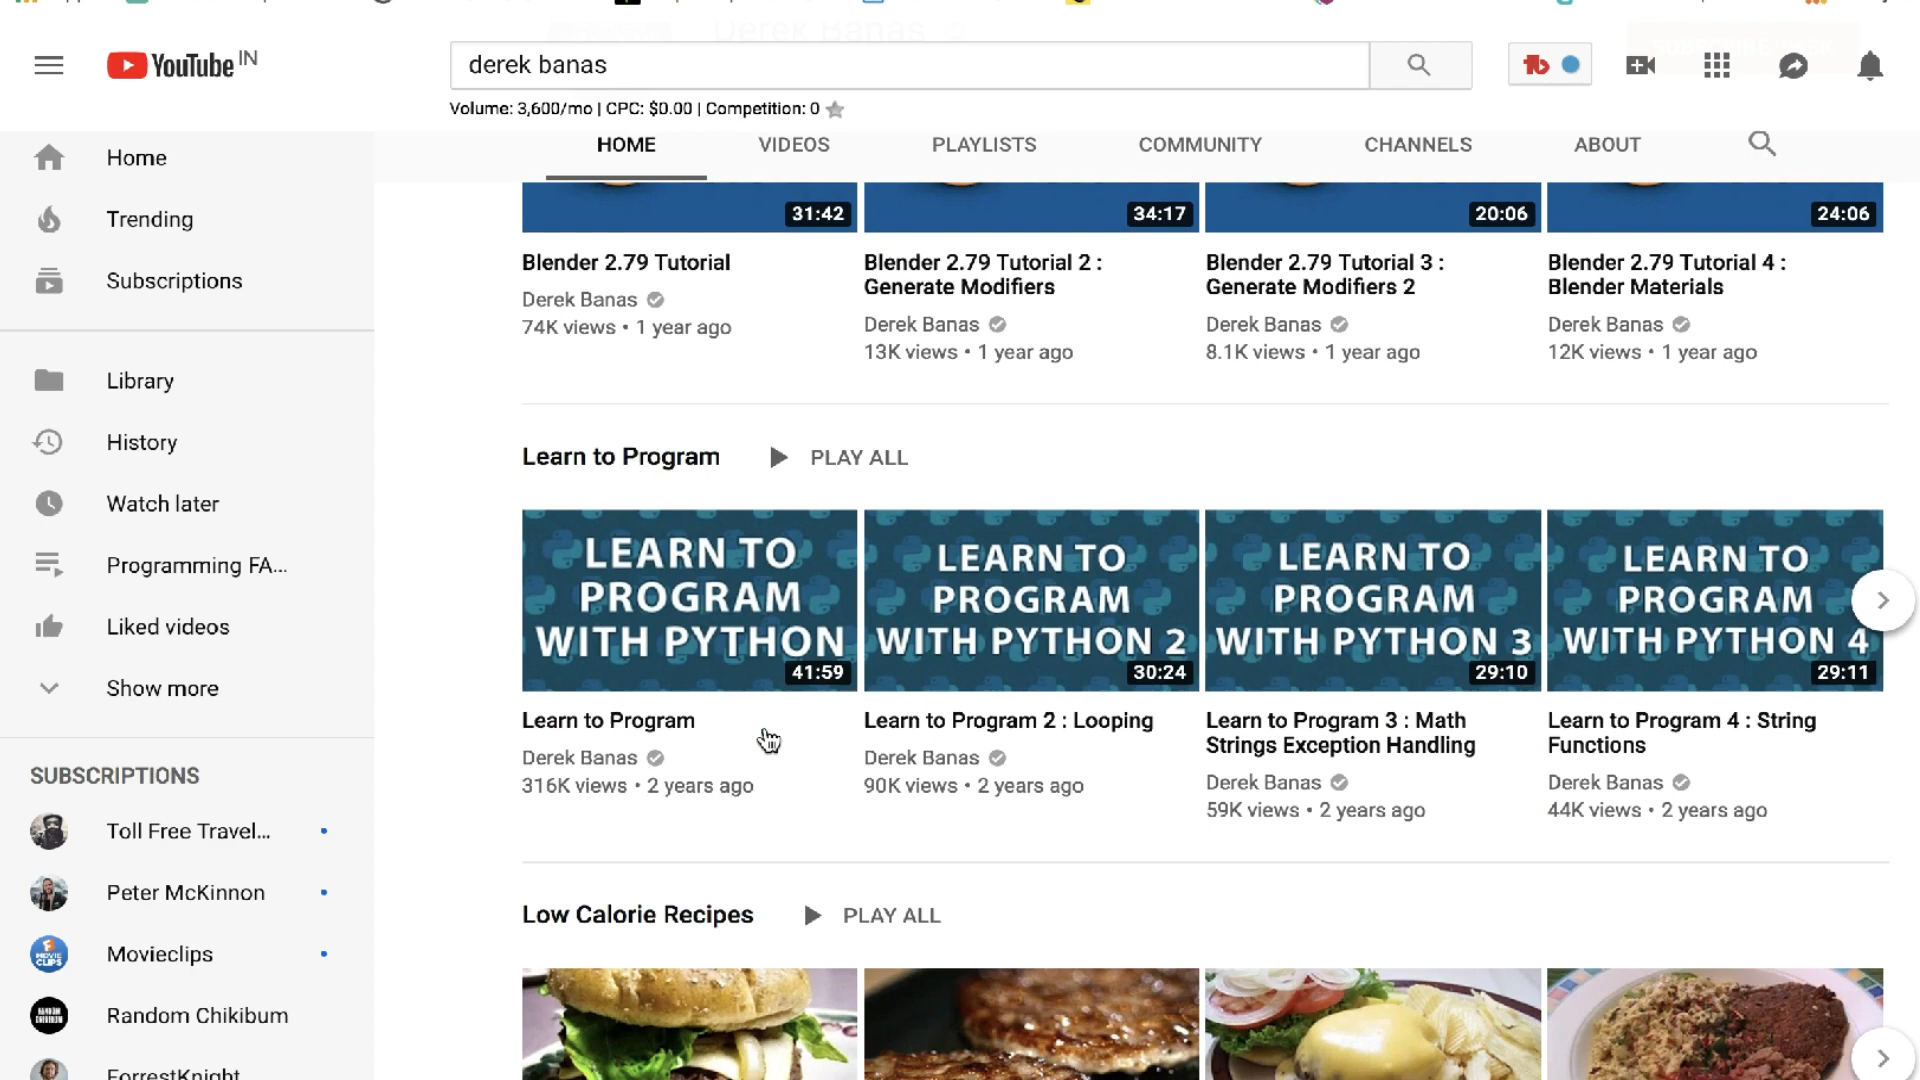 YouTube IN
derek banas
Volume: 3,600/mo | CPC: $0.00 | Competition: 0
HOME VIDEOS PLAYLISTS COMMUNITY CHANNELS ABOUT
Home
Trending
Subscriptions
Library
History
Watch later
Programming FA...
Liked videos
Show more
SUBSCRIPTIONS
Toll Free Travel...
Peter McKinnon
Movieclips
Random Chikibum
ForrestKnight
31:42 34:17 20:06 24:06
Blender 2.79 Tutorial
Derek Banas
74K views • 1 year ago
Blender 2.79 Tutorial 2 :
Generate Modifiers
Derek Banas
13K views • 1 year ago
Blender 2.79 Tutorial 3 :
Generate Modifiers 2
Derek Banas
8.1K views • 1 year ago
Blender 2.79 Tutorial 4 :
Blender Materials
Derek Banas
12K views • 1 year ago
Learn to Program PLAY ALL
LEARN TO
PROGRAM
WITH PYTHON
41:59
Learn to Program
Derek Banas
316K views • 2 years ago
LEARN TO
PROGRAM
WITH PYTHON 2
30:24
Learn to Program 2 : Looping
Derek Banas
90K views • 2 years ago
LEARN TO
PROGRAM
WITH PYTHON 3
29:10
Learn to Program 3 : Math
Strings Exception Handling
Derek Banas
59K views • 2 years ago
LEARN TO
PROGRAM
WITH PYTHON 4
29:11
Learn to Program 4 : String
Functions
Derek Banas
44K views • 2 years ago
Low Calorie Recipes PLAY ALL